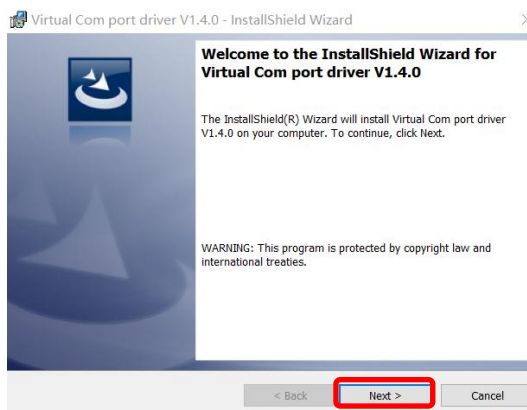 Virtual Com port driver V1.4.0 - InstallShield Wizard
Welcome to the InstallShield Wizard for
Virtual Com port driver V1.4.0
The InstallShield(R) Wizard will install Virtual Com port driver
V1.4.0 on your computer. To continue, click Next.
WARNING: This program is protected by copyright law and
international treaties.
< Back Next > Cancel